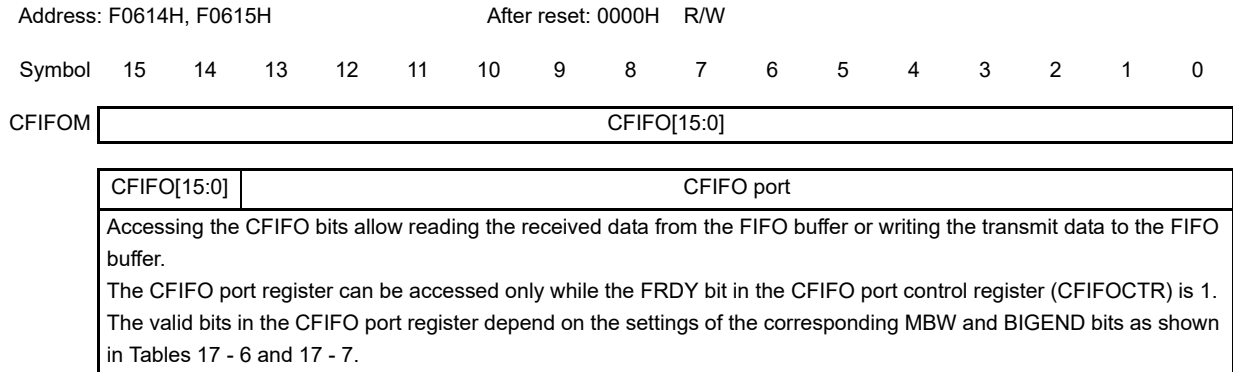 Address: F0614H, F0615H After reset: 0000H R/W
Symbol 15 14 13 12 11 10 9 8 7 6 5 4 3 2 1 0
CFIFOM CFIFO[15:0]
CFIFO[15:0] CFIFO port
Accessing the CFIFO bits allow reading the received data from the FIFO buffer or writing the transmit data to the FIFO
buffer.
The CFIFO port register can be accessed only while the FRDY bit in the CFIFO port control register (CFIFOCTR) is 1.
The valid bits in the CFIFO port register depend on the settings of the corresponding MBW and BIGEND bits as shown
in Tables 17 - 6 and 17 - 7.